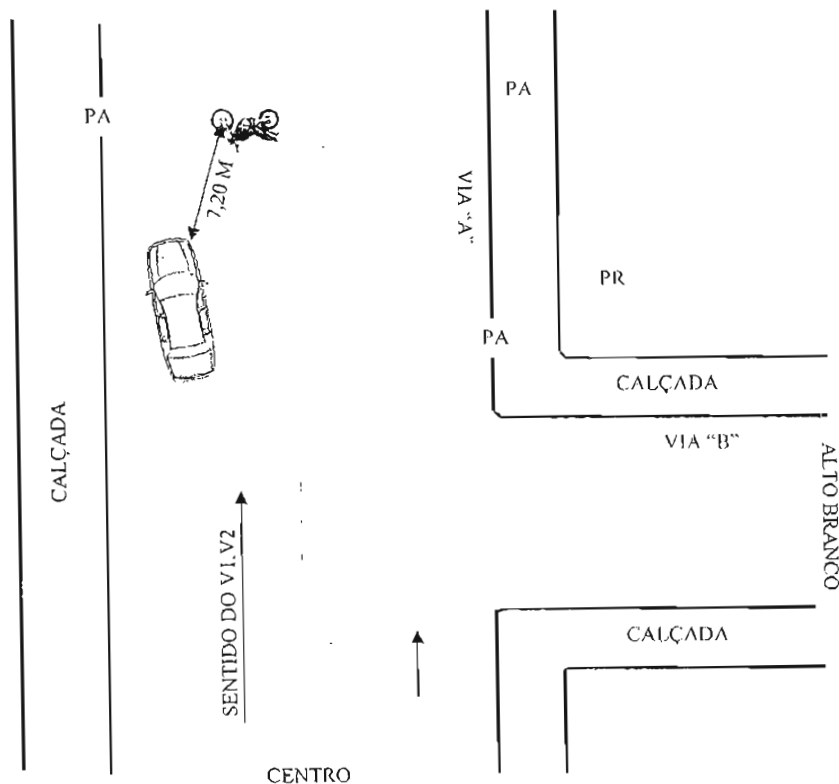 PA
PA
7,20 M
VIA "A"
PR
PA
CALÇADA
CALÇADA
VIA "B"
ALTO BRANCO
SENTIDO DO V1.V2
CALÇADA
CENTRO